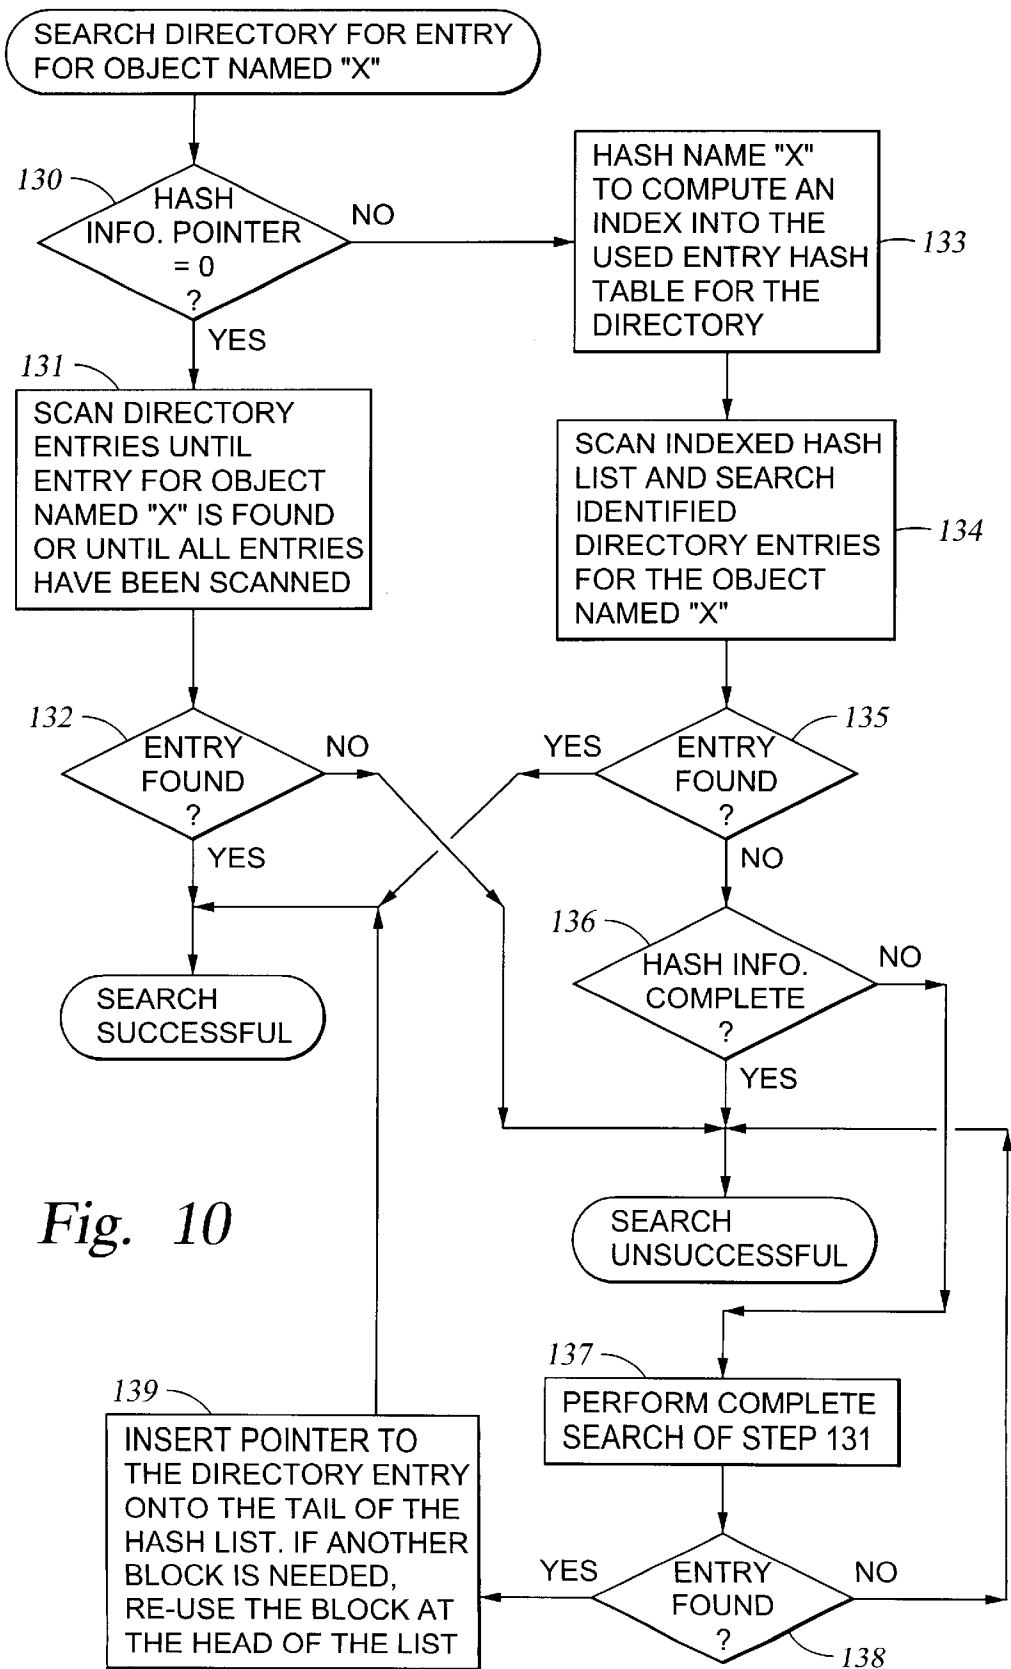 SEARCH DIRECTORY FOR ENTRY
FOR OBJECT NAMED "X"
130
HASH
INFO. POINTER
= 0
?
NO
YES
HASH NAME "X"
TO COMPUTE AN
INDEX INTO THE
USED ENTRY HASH
TABLE FOR THE
DIRECTORY
133
131
SCAN DIRECTORY
ENTRIES UNTIL
ENTRY FOR OBJECT
NAMED "X" IS FOUND
OR UNTIL ALL ENTRIES
HAVE BEEN SCANNED
SCAN INDEXED HASH
LIST AND SEARCH
IDENTIFIED
DIRECTORY ENTRIES
FOR THE OBJECT
NAMED "X"
134
132
ENTRY
FOUND
?
NO
YES
YES
ENTRY
FOUND
?
135
NO
136
HASH INFO.
COMPLETE
?
NO
YES
SEARCH
SUCCESSFUL
Fig. 10
SEARCH
UNSUCCESSFUL
137
PERFORM COMPLETE
SEARCH OF STEP 131
139
INSERT POINTER TO
THE DIRECTORY ENTRY
ONTO THE TAIL OF THE
HASH LIST. IF ANOTHER
BLOCK IS NEEDED,
RE-USE THE BLOCK AT
THE HEAD OF THE LIST
YES
ENTRY
FOUND
?
NO
138